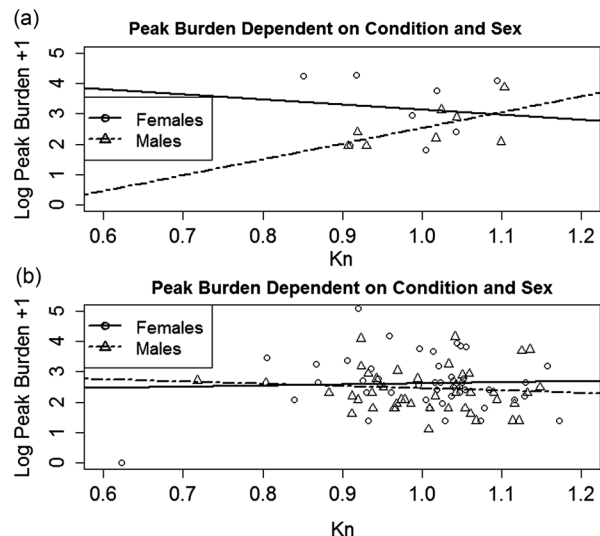 (a)
Peak Burden Dependent on Condition and Sex
Log Peak Burden +1
5
4
3
2
1
0
Females
Males
0.6 0.7 0.8 0.9 1.0 1.1 1.2
Kn
(b)
Peak Burden Dependent on Condition and Sex
Log Peak Burden +1
5
4
3
2
1
0
Females
Males
0.6 0.7 0.8 0.9 1.0 1.1 1.2
Kn